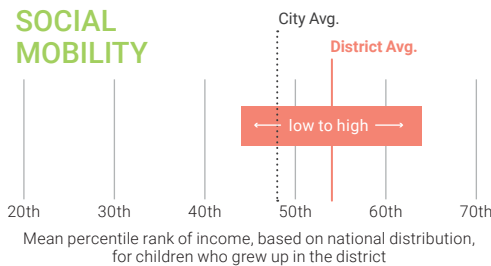 SOCIAL
MOBILITY
City Avg.
District Avg.
← low to high →
20th 30th 40th 50th 60th 70th
Mean percentile rank of income, based on national distribution,
for children who grew up in the district